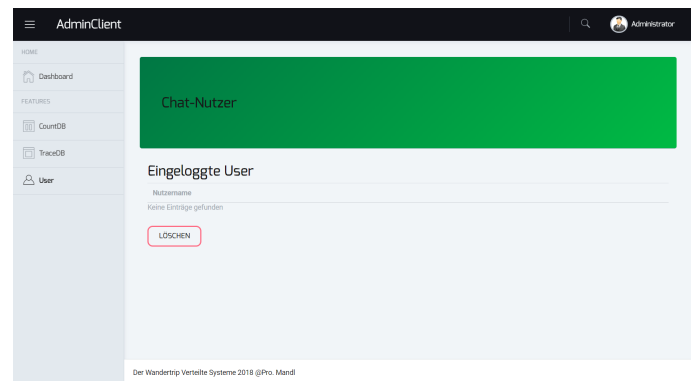 AdminClient
Administrator
HOME
Dashboard
FEATURES
CountDB
TraceDB
User
Chat-Nutzer
Eingeloggte User
Nutzername
Keine Einträge gefunden
LÖSCHEN
Der Wandertrip Verteilte Systeme 2018 @Pro. Mandl